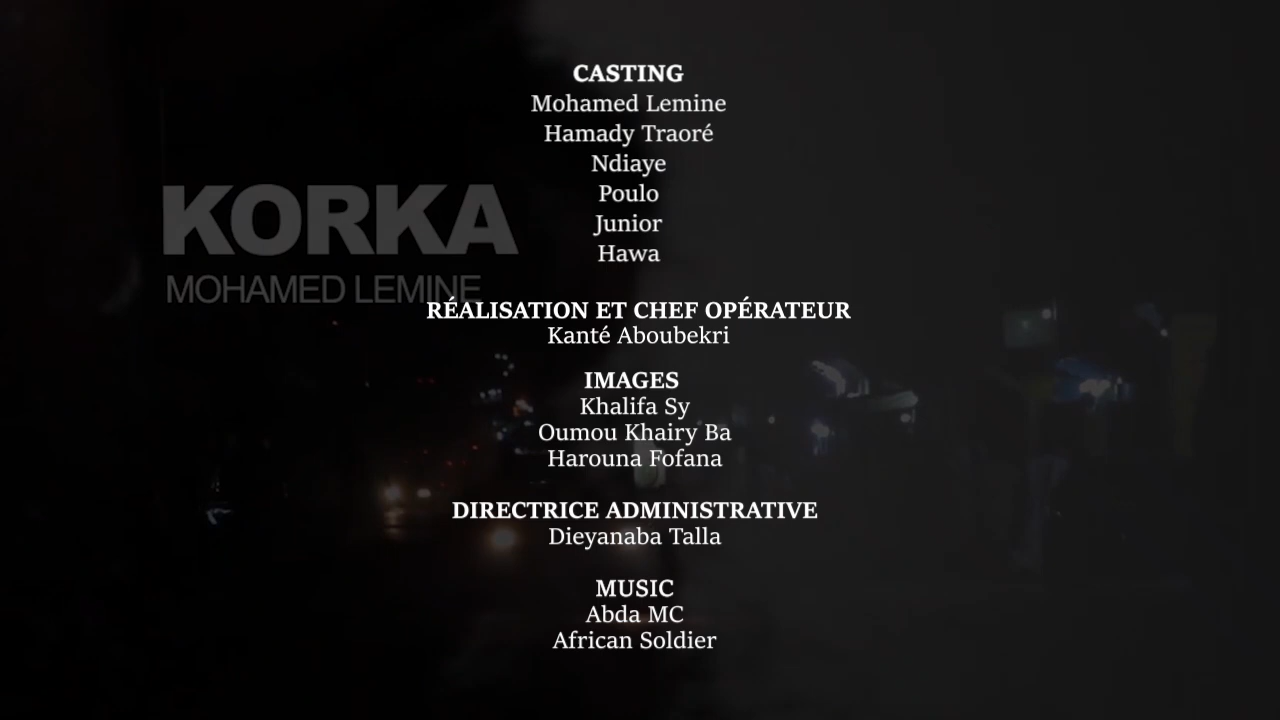 CASTING
Mohamed Lemine
Hamady Traoré
Ndiaye
Poulo
Junior
Hawa
KORKA
MOHAMED LEMINE
RÉALISATION ET CHEF OPÉRATEUR
Kanté Aboubekri
IMAGES
Khalifa Sy
Oumou Khairy Ba
Harouna Fofana
DIRECTRICE ADMINISTRATIVE
Dieyanaba Talla
MUSIC
Abda MC
African Soldier